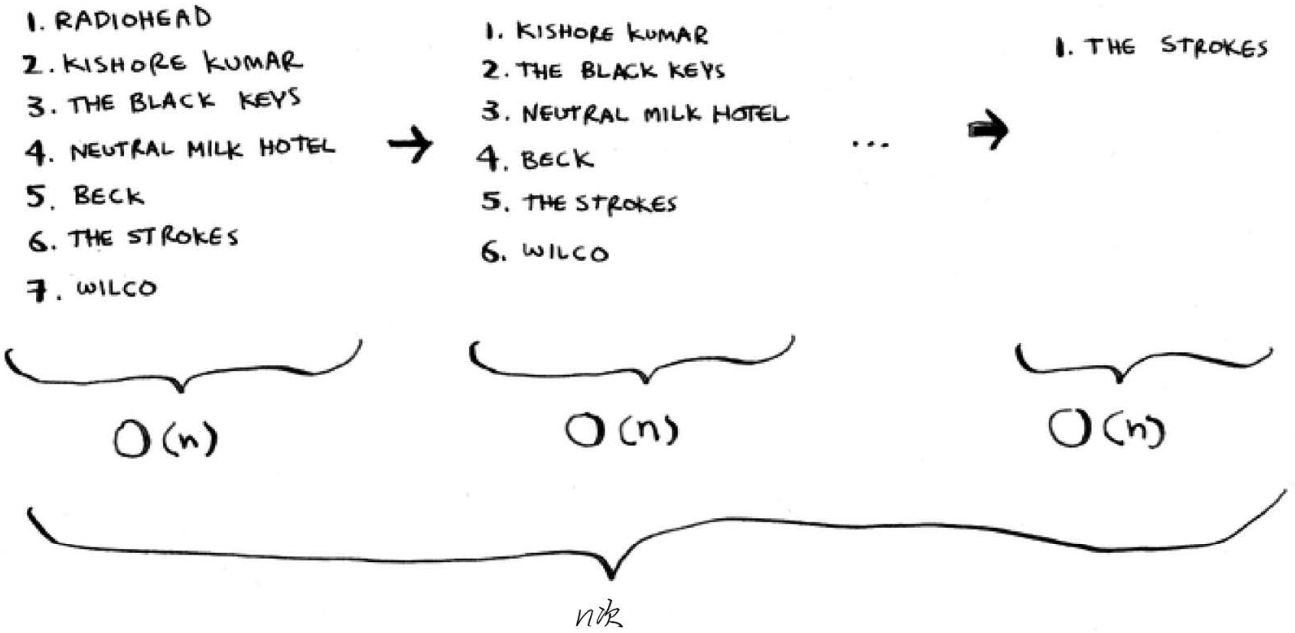 1. RADIOHEAD
2. KISHORE KUMAR
3. THE BLACK KEYS
4. NEUTRAL MILK HOTEL
5. BECK
6. THE STROKES
7. WILCO
→
1. KISHORE KUMAR
2. THE BLACK KEYS
3. NEUTRAL MILK HOTEL
4. BECK
5. THE STROKES
6. WILCO
...
→
1. THE STROKES
O(n)
O(n)
O(n)
n次